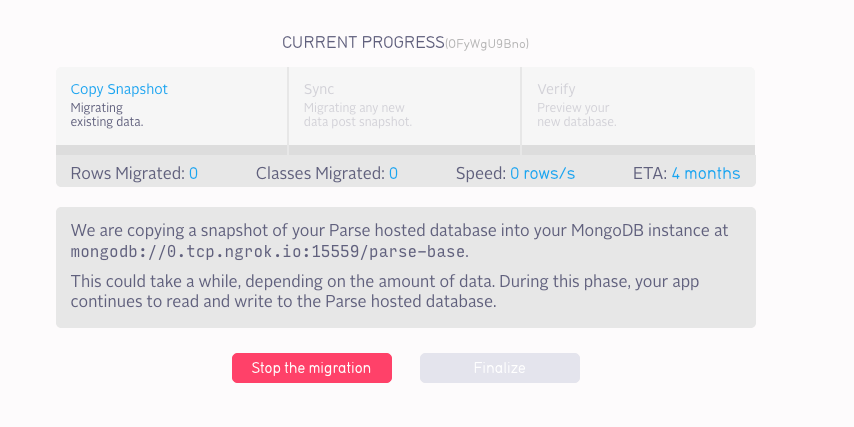 CURRENT PROGRESS(OFyWgU9Bno)
Copy Snapshot
Migrating
existing data.
Sync
Migrating any new
data post snapshot.
Verify
Preview your
new database.
Rows Migrated: 0 Classes Migrated: 0 Speed: 0 rows/s ETA: 4 months
We are copying a snapshot of your Parse hosted database into your MongoDB instance at
mongodb://0.tcp.ngrok.io:15559/parse-base.
This could take a while, depending on the amount of data. During this phase, your app
continues to read and write to the Parse hosted database.
Stop the migration
Finalize